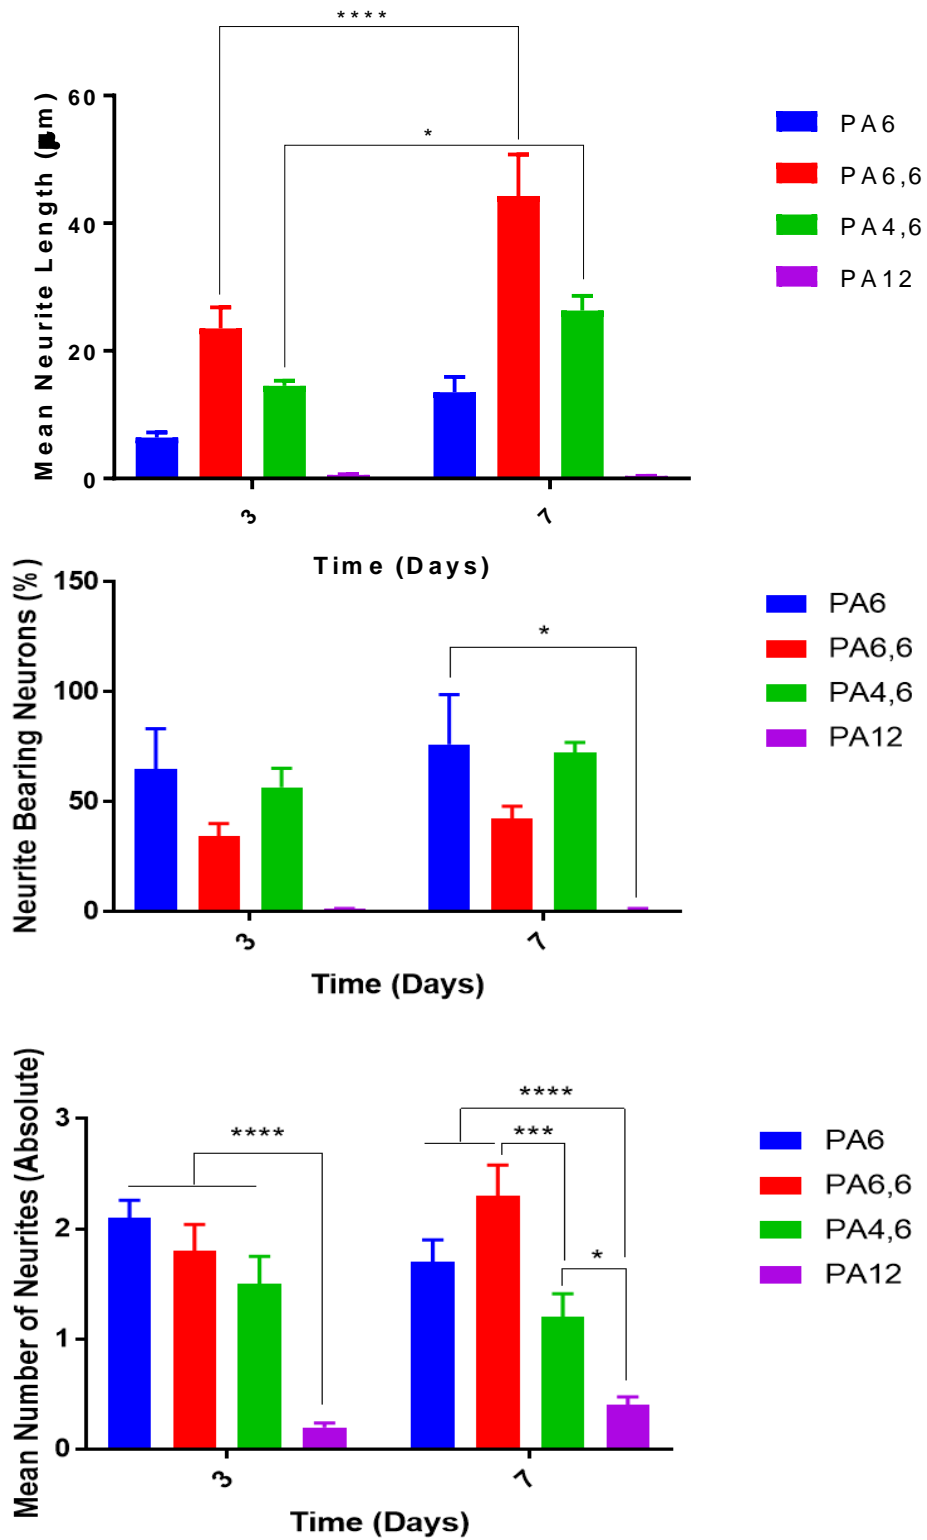 ****
60
40
20
0
*
Mean Neurite Length (μm)
3
7
Time (Days)
PA6
PA6,6
PA4,6
PA12
150
100
50
0
*
Neurite Bearing Neurons (%)
3
7
Time (Days)
PA6
PA6,6
PA4,6
PA12
3
2
1
0
****
****
***
*
Mean Number of Neurites (Absolute)
3
7
Time (Days)
PA6
PA6,6
PA4,6
PA12